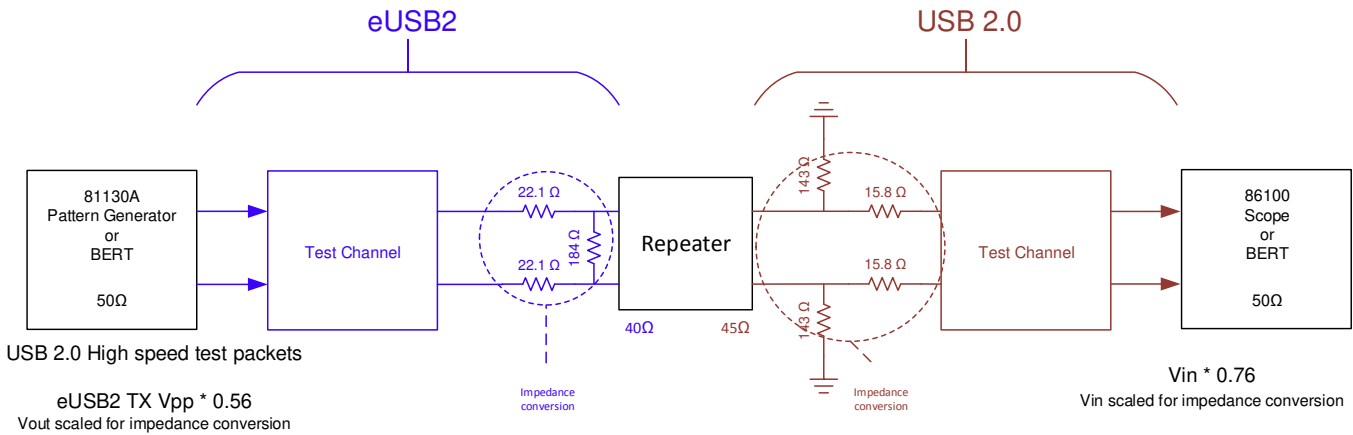 eUSB2
USB 2.0
81130A
Pattern Generator
or
BERT
50Ω
Test Channel
22.1 Ω
184 Ω
22.1 Ω
Repeater
40Ω
45Ω
143 Ω
15.8 Ω
15.8 Ω
143 Ω
Test Channel
86100
Scope
or
BERT
50Ω
USB 2.0 High speed test packets
eUSB2 TX Vpp * 0.56
Vout scaled for impedance conversion
Impedance
conversion
Impedance
conversion
Vin * 0.76
Vin scaled for impedance conversion